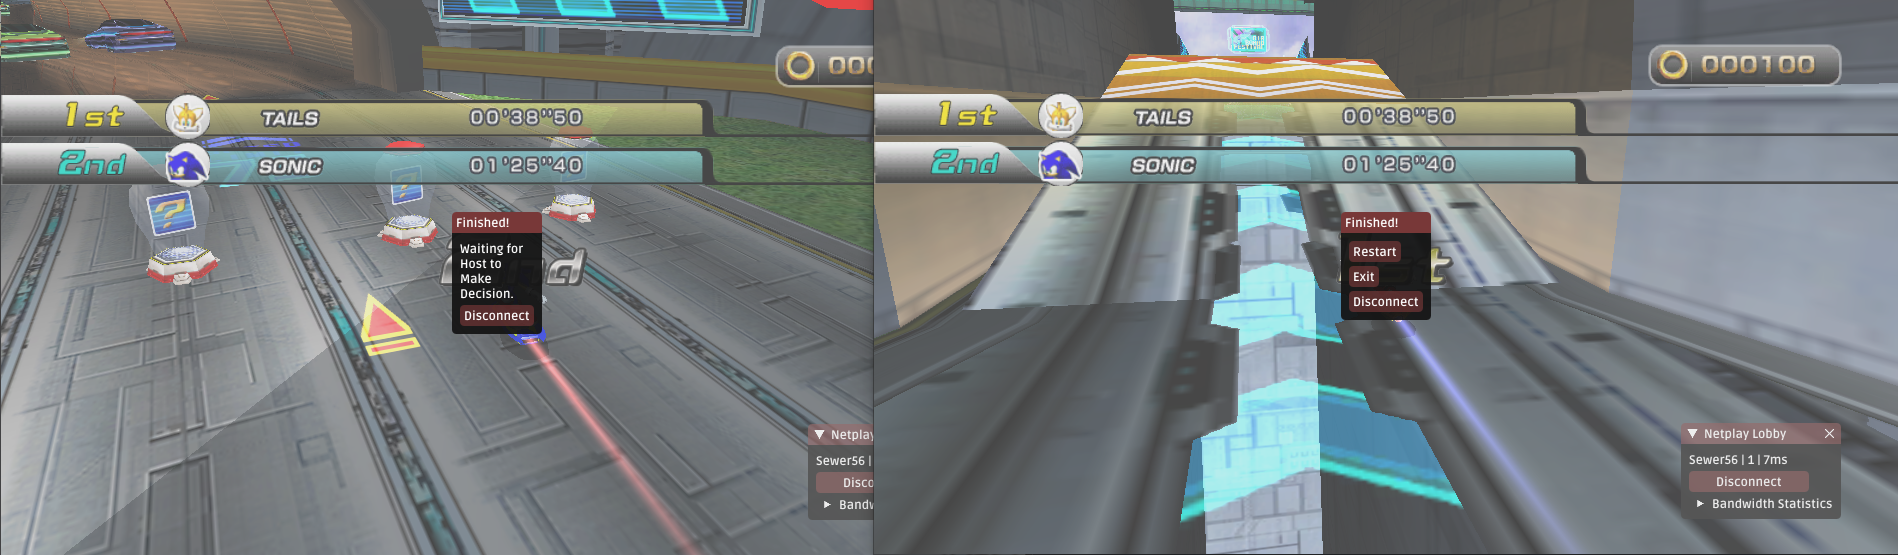 000
1st TAILS 00'38"50
2nd SONIC 01'25"40
?
?
Finished!
Waiting for
Host to
Make
Decision.
Disconnect
Netplay
Sewer56 |
Disco
Bandw
000100
1st TAILS 00'38"50
2nd SONIC 01'25"40
Finished!
Restart
Exit
Disconnect
Netplay Lobby
Sewer56 | 1 | 7ms
Disconnect
Bandwidth Statistics